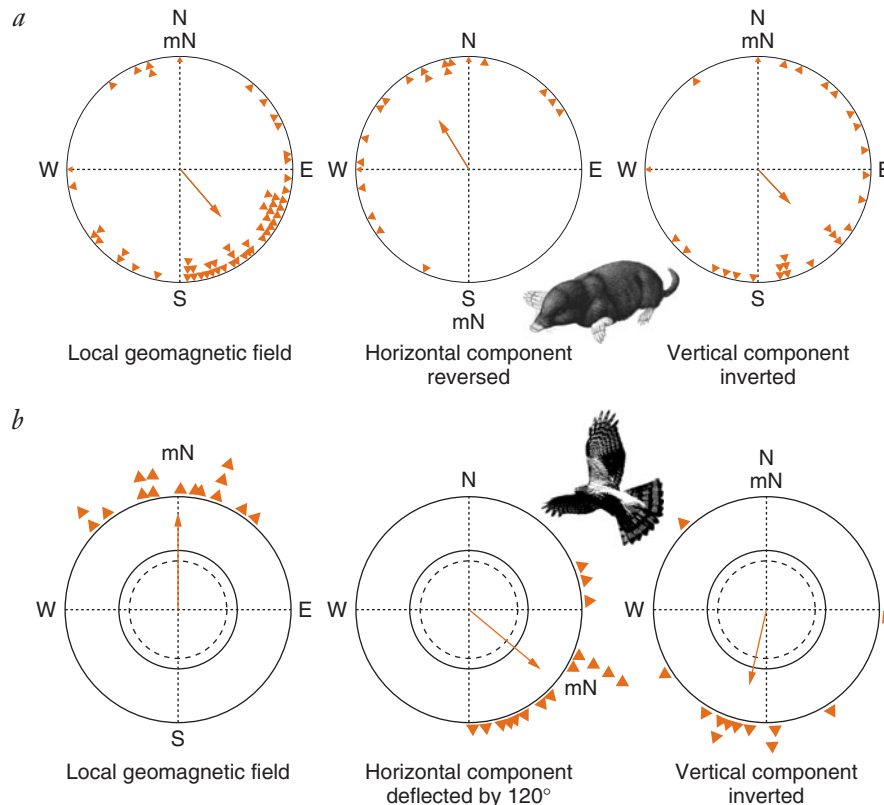 a
N
mN
N
N
mN
W
E
W
E
W
E
S
S
mN
S
Local geomagnetic field
Horizontal component
reversed
Vertical component
inverted
b
mN
N
N
mN
W
E
W
mN
W
S
Local geomagnetic field
Horizontal component
deflected by 120°
Vertical component
inverted